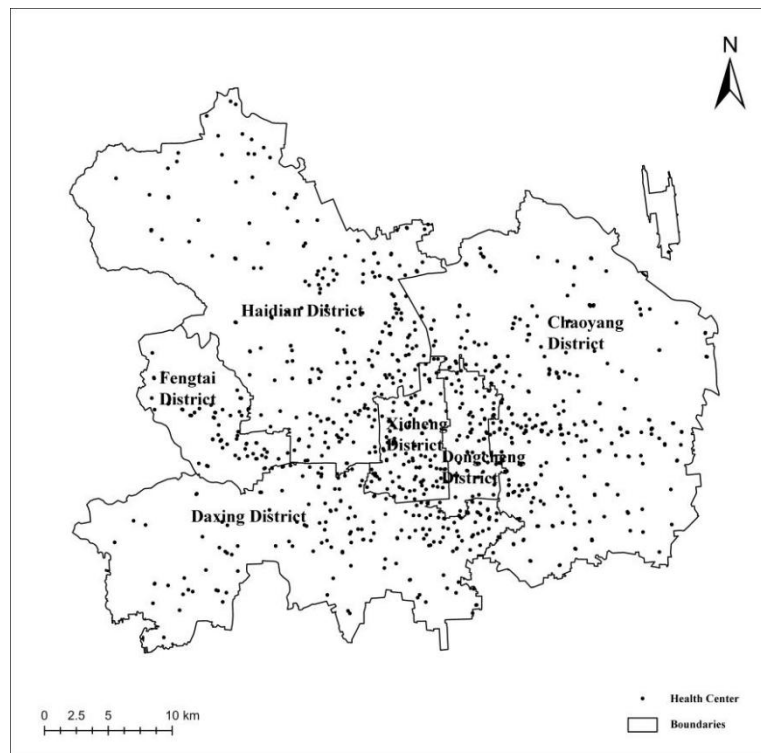 N
Haidian District
Chaoyang
District
Fengtai
District
Xicheng
District
Dongcheng
District
Daxing District
0 2.5 5 10 km
Health Center
Boundaries